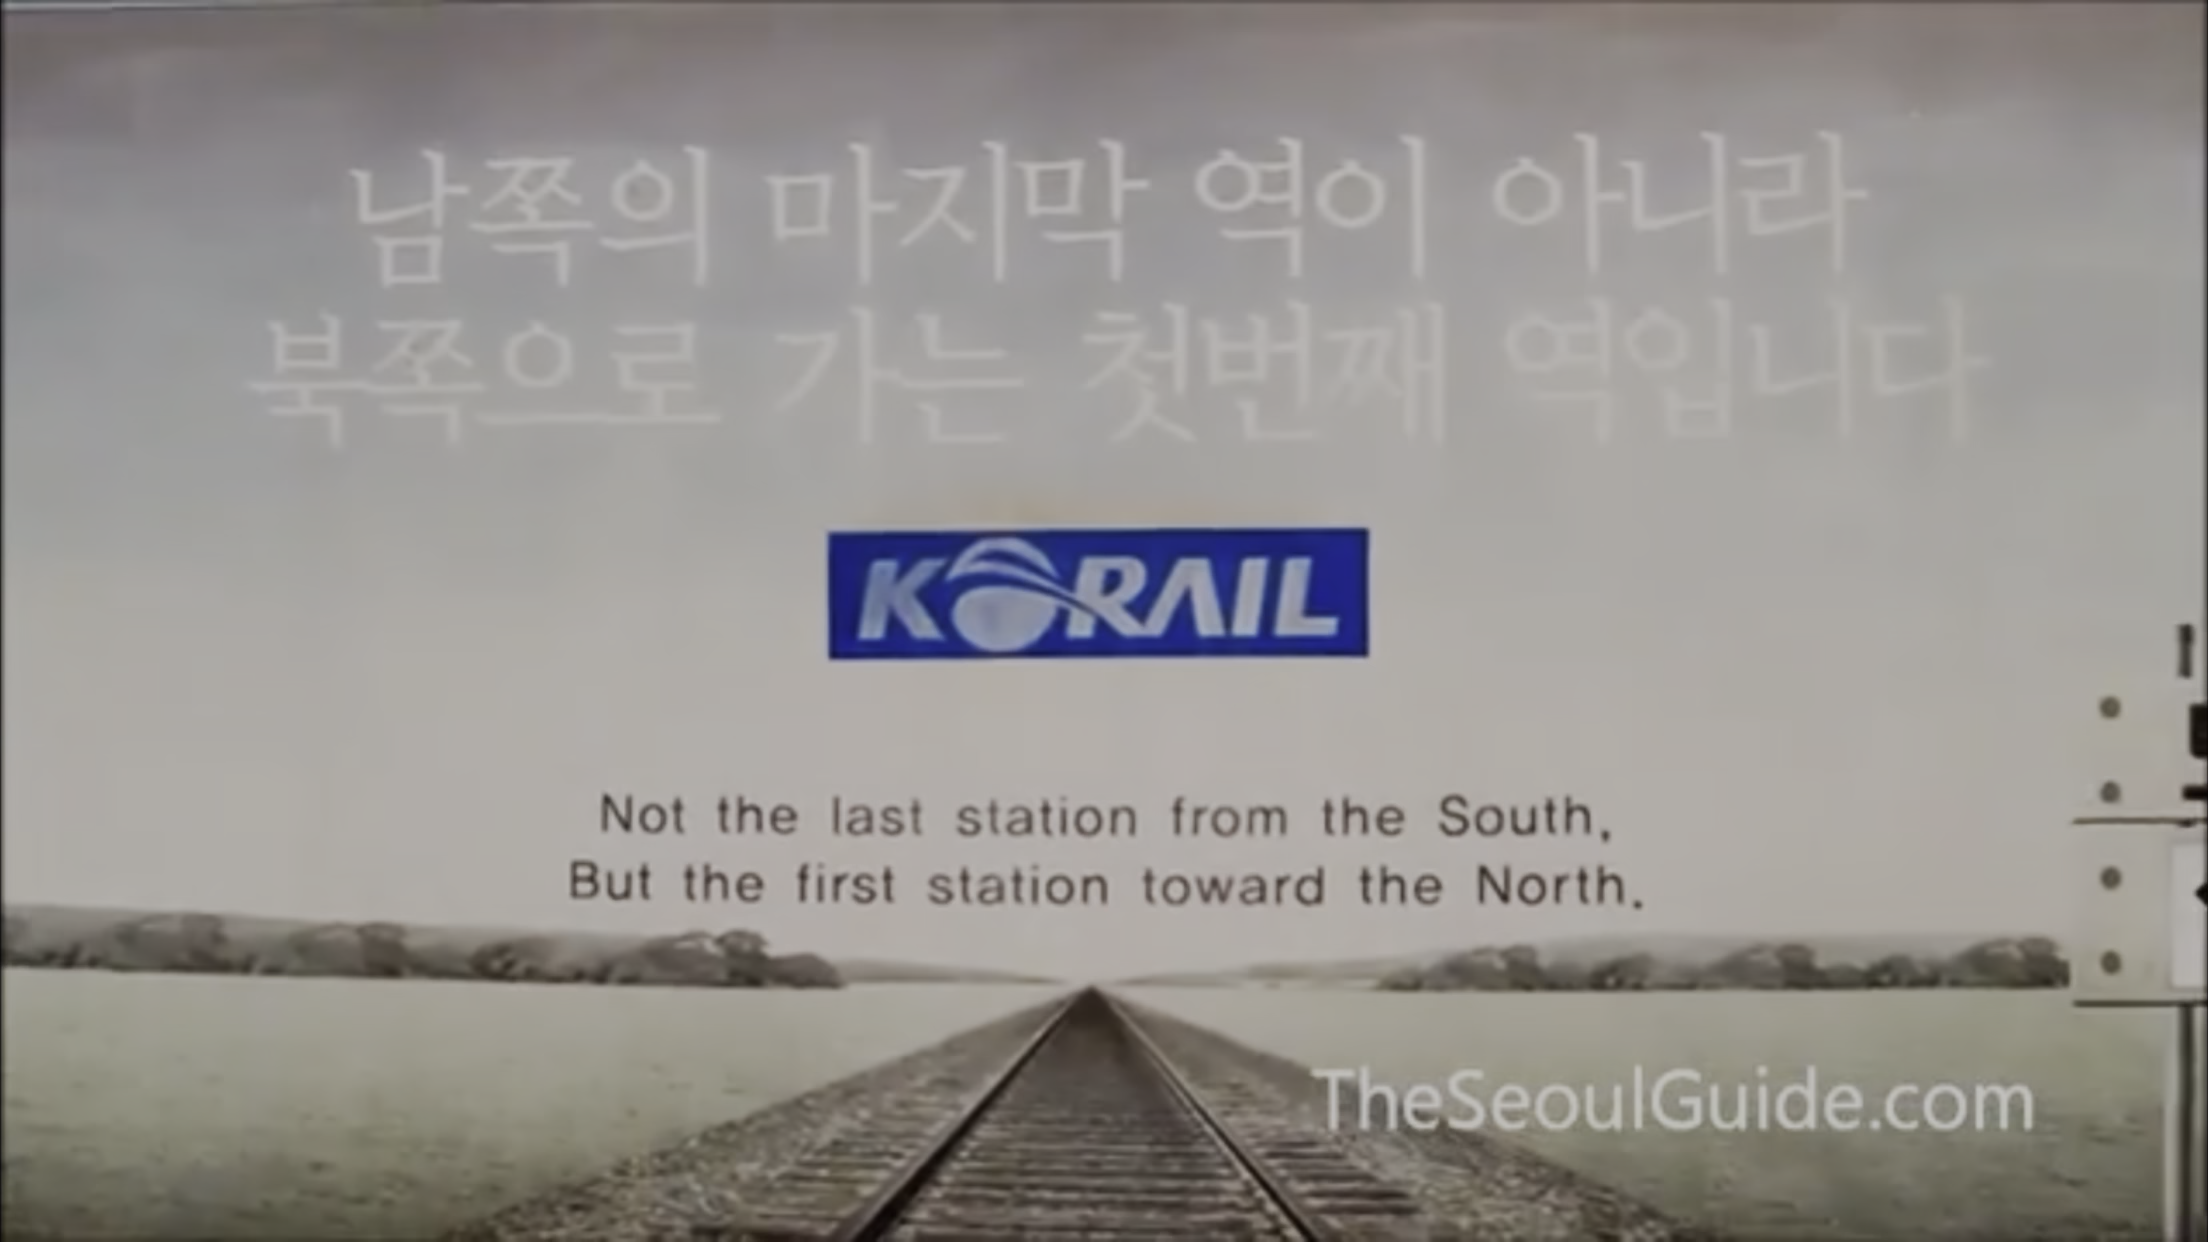 남쪽의 마지막 역이 아니라
북쪽으로 가는 첫번째 역입니다
KORAIL
Not the last station from the South,
But the first station toward the North.
TheSeoulGuide.com